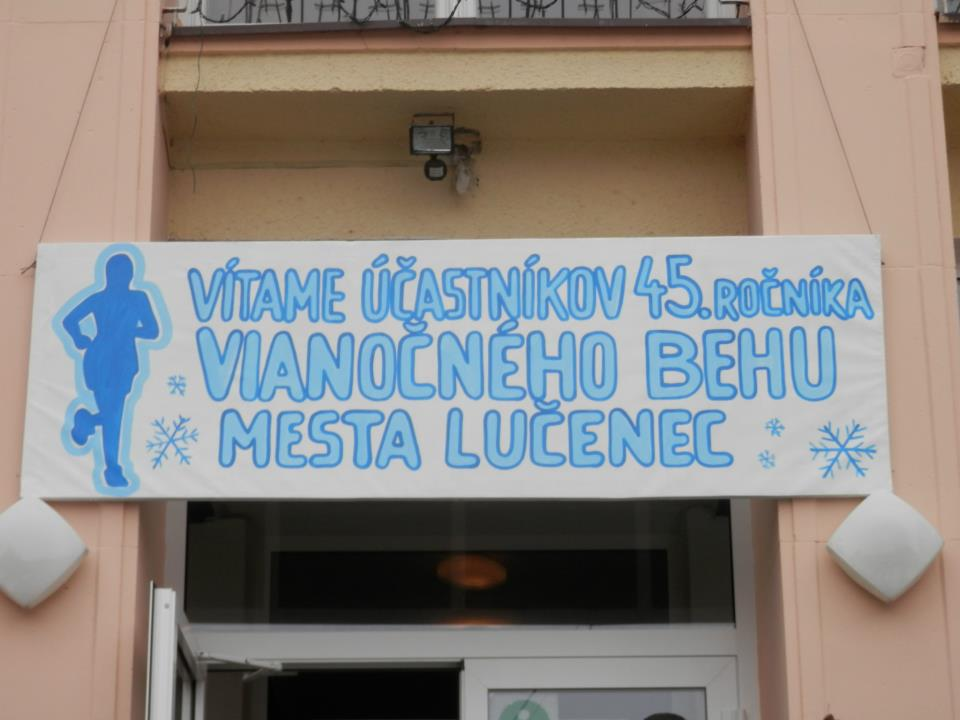 VÍTAME ÚČASTNÍKOV 45. ROČNÍKA
VIANOČNÉHO BEHU
MESTA LUČENEC